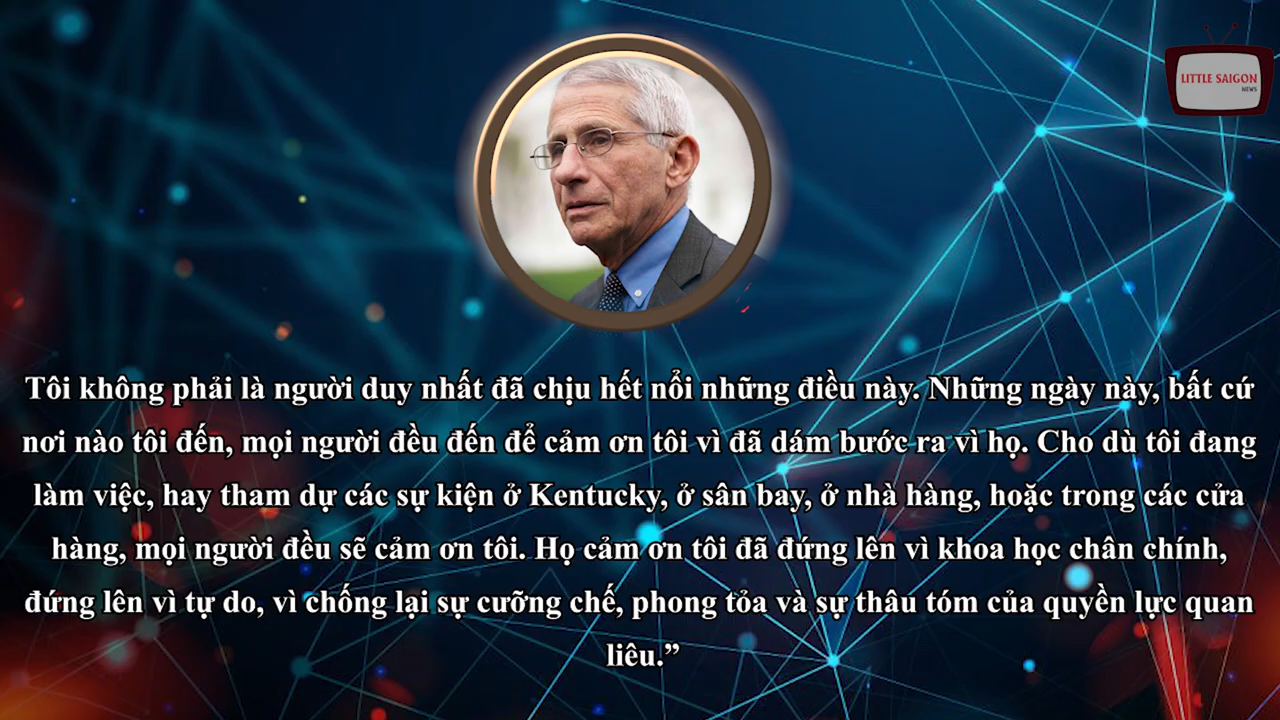 LITTLE SAIGON
NEWS
Tôi không phải là người duy nhất đã chịu hết nổi những điều này. Những ngày này, bất cứ
nơi nào tôi đến, mọi người đều đến để cảm ơn tôi vì đã dám bước ra vì họ. Cho dù tôi đang
làm việc, hay tham dự các sự kiện ở Kentucky, ở sân bay, ở nhà hàng, hoặc trong các cửa
hàng, mọi người đều sẽ cảm ơn tôi. Họ cảm ơn tôi đã đứng lên vì khoa học chân chính,
đứng lên vì tự do, vì chống lại sự cưỡng chế, phong tỏa và sự thâu tóm của quyền lực quan
liêu.”